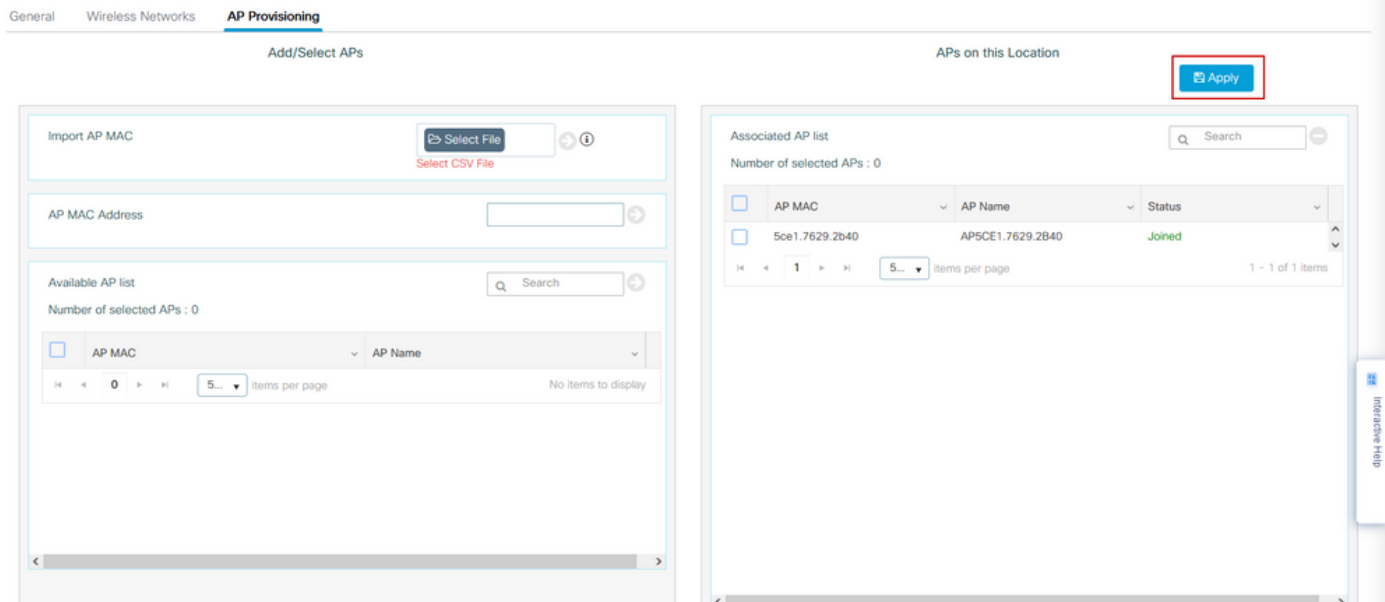 General Wireless Networks AP Provisioning
Add/Select APs
Import AP MAC
Select File
Select CSV File
AP MAC Address
Available AP list
Search
Number of selected APs : 0
AP MAC AP Name
0 5... items per page No items to display
APs on this Location
Apply
Associated AP list
Search
Number of selected APs : 0
AP MAC AP Name Status
5ce1.7629.2b40 AP5CE1.7629.2B40 Joined
1 5... items per page 1 - 1 of 1 items
Interactive Help